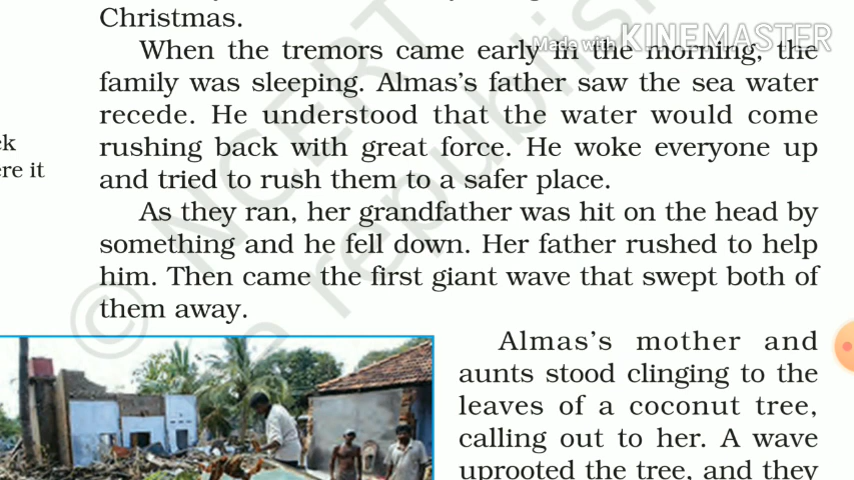 Christmas.
Made with KINEMASTER
When the tremors came early in the morning, the
family was sleeping. Almas's father saw the sea water
recede. He understood that the water would come
rushing back with great force. He woke everyone up
and tried to rush them to a safer place.
As they ran, her grandfather was hit on the head by
something and he fell down. Her father rushed to help
him. Then came the first giant wave that swept both of
them away.
Almas's mother and
aunts stood clinging to the
leaves of a coconut tree,
calling out to her. A wave
uprooted the tree, and they
ek
ere it
© NCERT
be republish